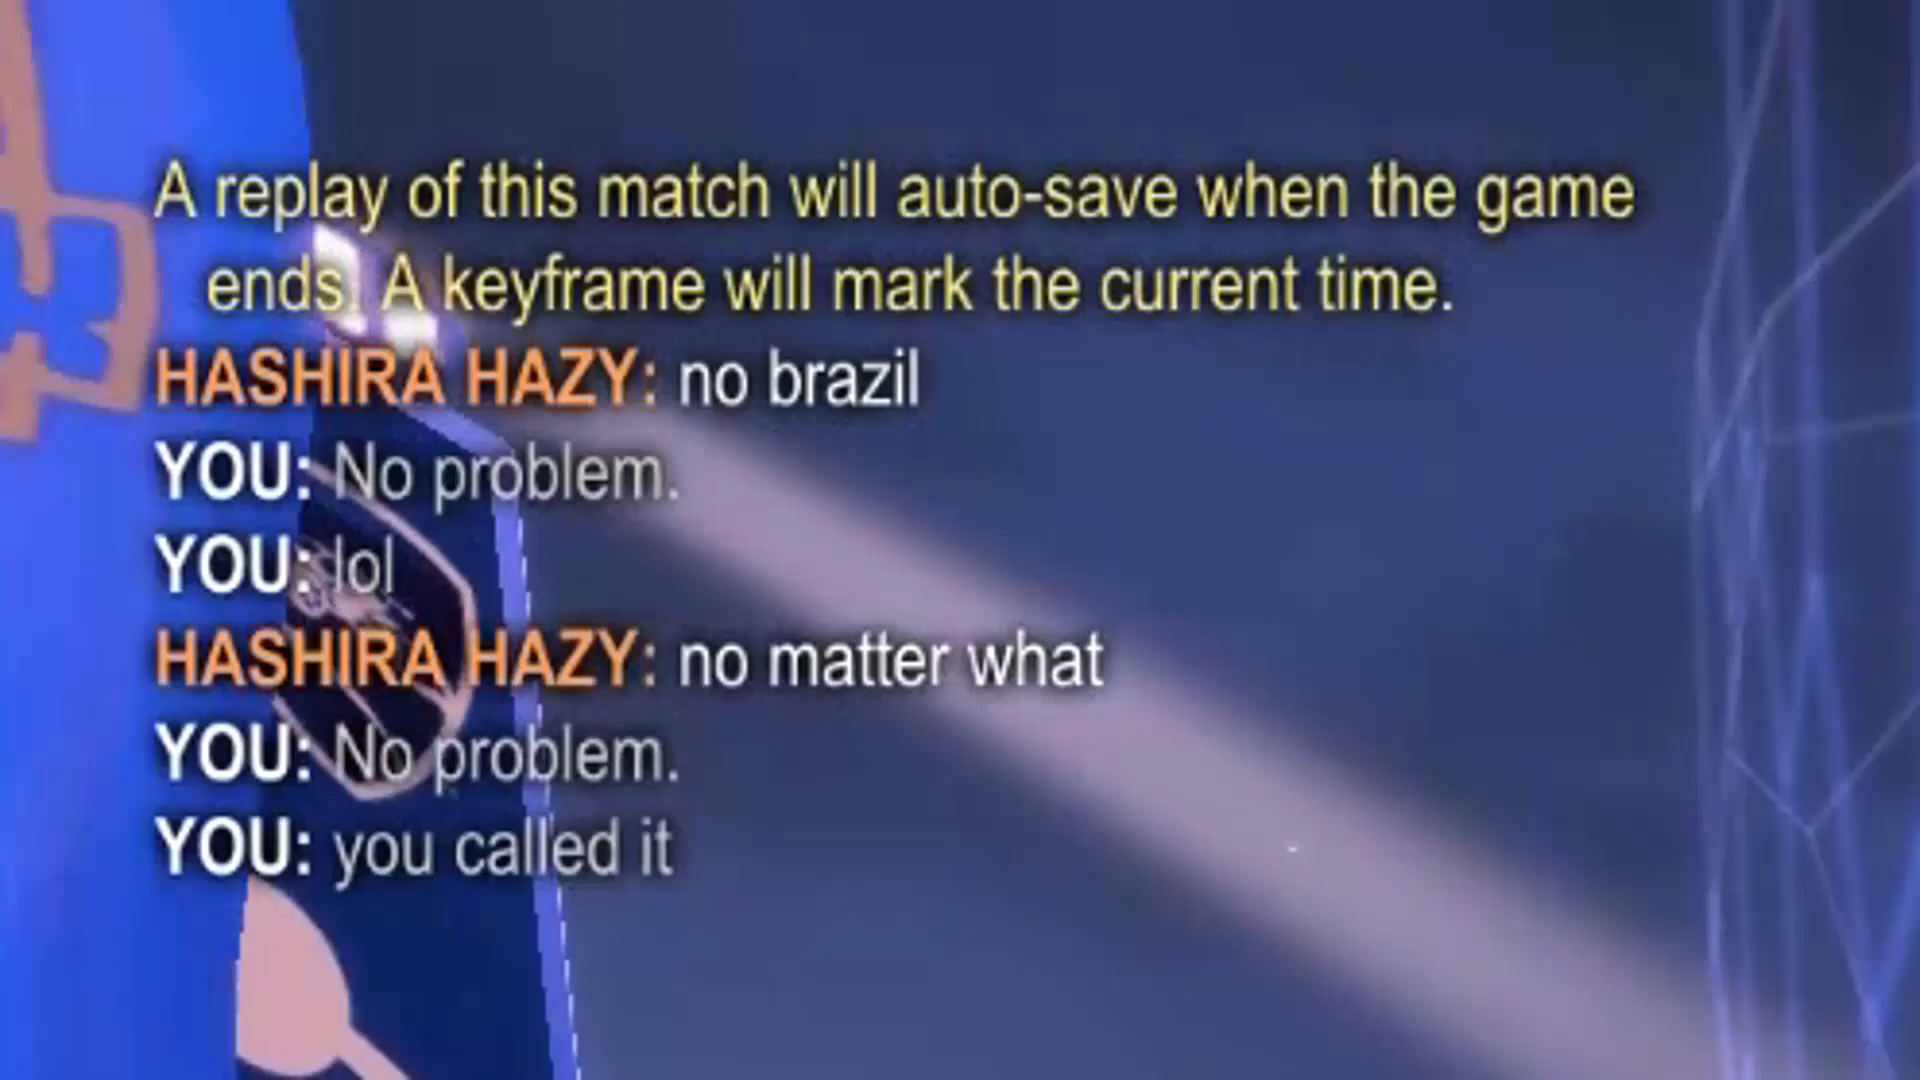 A replay of this match will auto-save when the game
ends. A keyframe will mark the current time.
HASHIRA HAZY: no brazil
YOU: No problem.
YOU: lol
HASHIRA HAZY: no matter what
YOU: No problem.
YOU: you called it